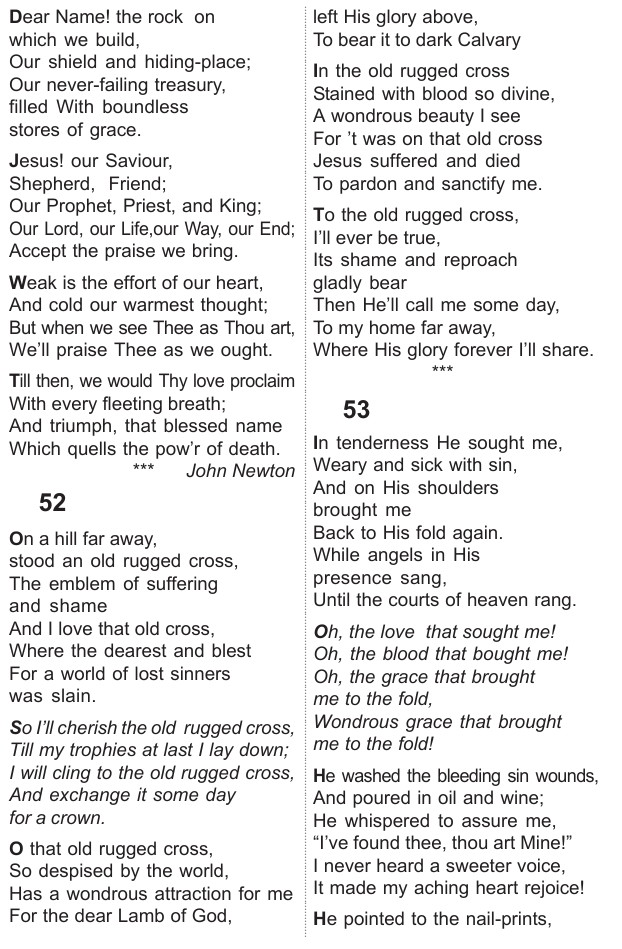 Dear Name! the rock on
which we build,
Our shield and hiding-place;
Our never-failing treasury,
filled With boundless
stores of grace.
Jesus! our Saviour,
Shepherd, Friend;
Our Prophet, Priest, and King;
Our Lord, our Life,our Way, our End;
Accept the praise we bring.
Weak is the effort of our heart,
And cold our warmest thought;
But when we see Thee as Thou art,
We'll praise Thee as we ought.
Till then, we would Thy love proclaim
With every fleeting breath;
And triumph, that blessed name
Which quells the pow'r of death.
*** John Newton
52
On a hill far away,
stood an old rugged cross,
The emblem of suffering
and shame
And I love that old cross,
Where the dearest and blest
For a world of lost sinners
was slain.
So I'll cherish the old rugged cross,
Till my trophies at last I lay down;
I will cling to the old rugged cross,
And exchange it some day
for a crown.
O that old rugged cross,
So despised by the world,
Has a wondrous attraction for me
For the dear Lamb of God,
left His glory above,
To bear it to dark Calvary
In the old rugged cross
Stained with blood so divine,
A wondrous beauty I see
For 't was on that old cross
Jesus suffered and died
To pardon and sanctify me.
To the old rugged cross,
I'll ever be true,
Its shame and reproach
gladly bear
Then He'll call me some day,
To my home far away,
Where His glory forever I'll share.
***
53
In tenderness He sought me,
Weary and sick with sin,
And on His shoulders
brought me
Back to His fold again.
While angels in His
presence sang,
Until the courts of heaven rang.
Oh, the love that sought me!
Oh, the blood that bought me!
Oh, the grace that brought
me to the fold,
Wondrous grace that brought
me to the fold!
He washed the bleeding sin wounds,
And poured in oil and wine;
He whispered to assure me,
“I've found thee, thou art Mine!”
I never heard a sweeter voice,
It made my aching heart rejoice!
He pointed to the nail-prints,